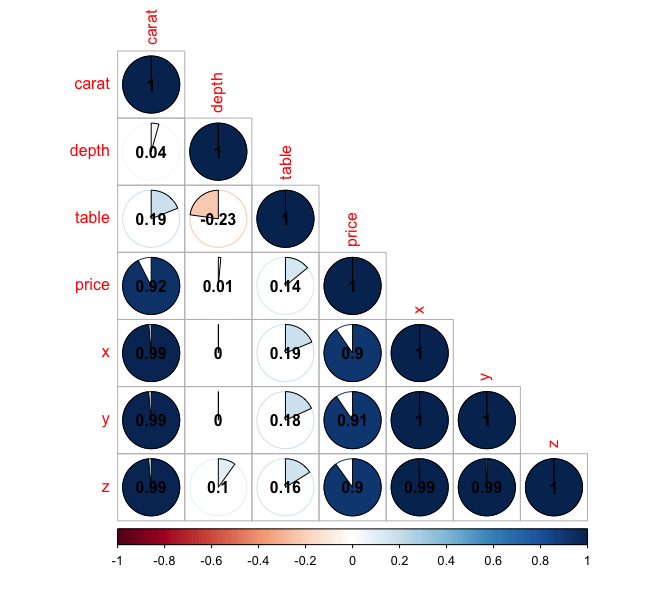 carat
carat 1 depth
depth 0.04 1 table
table 0.19 -0.23 1 price
price 0.92 0.01 0.14 1 x
x 0.99 0 0.19 0.9 1 y
y 0.99 0 0.18 0.91 1 1 z
z 0.99 0.1 0.16 0.9 0.99 0.99 1
-1 -0.8 -0.6 -0.4 -0.2 0 0.2 0.4 0.6 0.8 1